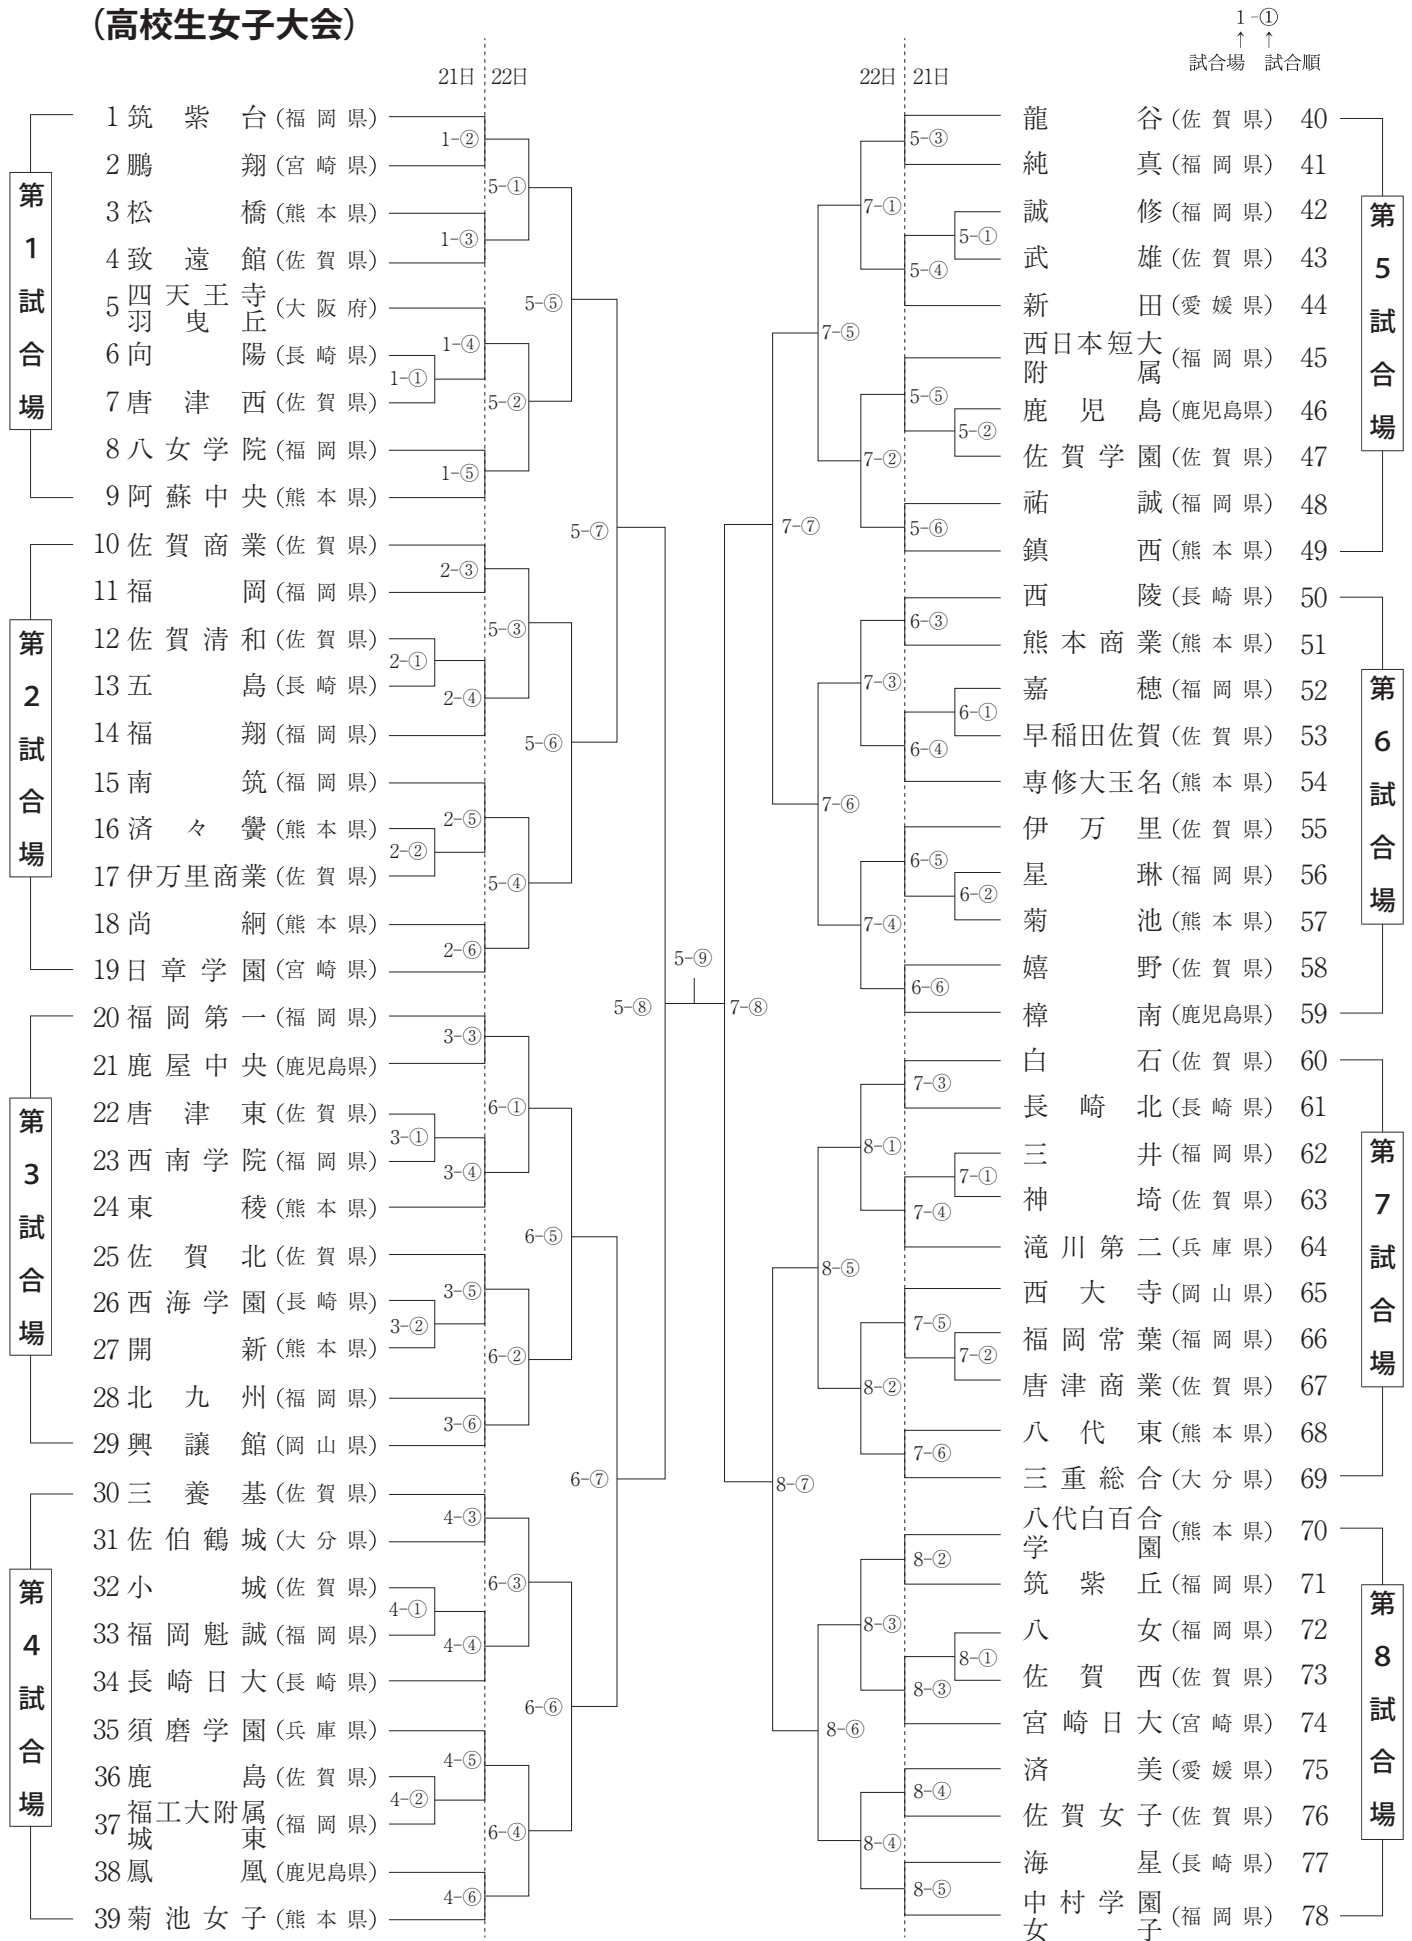 (高校生女子大会)
1-①
↑ ↑
試合場 試合順
21日 22日
22日 21日
第1試合場
1 筑紫台 (福岡県)
2 鵬翔 (宮崎県)
3 松橋 (熊本県)
4 致遠館 (佐賀県)
5 四天王寺羽曳丘 (大阪府)
6 向陽 (長崎県)
7 唐津西 (佐賀県)
8 八女学院 (福岡県)
9 阿蘇中央 (熊本県)
第2試合場
10 佐賀商業 (佐賀県)
11 福岡 (福岡県)
12 佐賀清和 (佐賀県)
13 五島 (長崎県)
14 福翔 (福岡県)
15 南筑 (福岡県)
16 済々黌 (熊本県)
17 伊万里商業 (佐賀県)
18 尚絅 (熊本県)
19 日章学園 (宮崎県)
第3試合場
20 福岡第一 (福岡県)
21 鹿屋中央 (鹿児島県)
22 唐津東 (佐賀県)
23 西南学院 (福岡県)
24 東稜 (熊本県)
25 佐賀北 (佐賀県)
26 西海学園 (長崎県)
27 開新 (熊本県)
28 北九州 (福岡県)
29 興譲館 (岡山県)
第4試合場
30 三養基 (佐賀県)
31 佐伯鶴城 (大分県)
32 小城 (佐賀県)
33 福岡魁誠 (福岡県)
34 長崎日大 (長崎県)
35 須磨学園 (兵庫県)
36 鹿島 (佐賀県)
37 福工大附属城東 (福岡県)
38 鳳凰 (鹿児島県)
39 菊池女子 (熊本県)
1-②
1-③
1-④
1-①
1-⑤
2-③
2-①
2-④
2-⑤
2-②
2-⑥
3-③
3-①
3-④
3-⑤
3-②
3-⑥
4-③
4-①
4-④
4-⑤
4-②
4-⑥
5-①
5-②
5-③
5-④
6-①
6-②
6-③
6-④
5-⑤
5-⑥
6-⑤
6-⑥
5-⑦
6-⑦
5-⑧
5-⑨
7-⑧
7-⑦
8-⑦
7-⑤
7-⑥
8-⑤
8-⑥
7-①
7-②
7-③
7-④
8-①
8-②
8-③
8-④
5-③
5-①
5-④
5-⑤
5-②
5-⑥
6-③
6-①
6-④
6-⑤
6-②
6-⑥
7-③
7-①
7-④
7-⑤
7-②
7-⑥
8-②
8-①
8-③
8-④
8-⑤
龍谷 (佐賀県) 40
純真 (福岡県) 41
誠修 (福岡県) 42
武雄 (佐賀県) 43
新田 (愛媛県) 44
西日本短大附属 (福岡県) 45
鹿児島 (鹿児島県) 46
佐賀学園 (佐賀県) 47
祐誠 (福岡県) 48
鎮西 (熊本県) 49
第5試合場
西陵 (長崎県) 50
熊本商業 (熊本県) 51
嘉穂 (福岡県) 52
早稲田佐賀 (佐賀県) 53
専修大玉名 (熊本県) 54
伊万里 (佐賀県) 55
星琳 (福岡県) 56
菊池 (熊本県) 57
嬉野 (佐賀県) 58
樟南 (鹿児島県) 59
第6試合場
白石 (佐賀県) 60
長崎北 (長崎県) 61
三井 (福岡県) 62
神埼 (佐賀県) 63
滝川第二 (兵庫県) 64
西大寺 (岡山県) 65
福岡常葉 (福岡県) 66
唐津商業 (佐賀県) 67
八代東 (熊本県) 68
三重総合 (大分県) 69
第7試合場
八代白百合学園 (熊本県) 70
筑紫丘 (福岡県) 71
八女 (福岡県) 72
佐賀西 (佐賀県) 73
宮崎日大 (宮崎県) 74
済美 (愛媛県) 75
佐賀女子 (佐賀県) 76
海星 (長崎県) 77
中村学園女子 (福岡県) 78
第8試合場